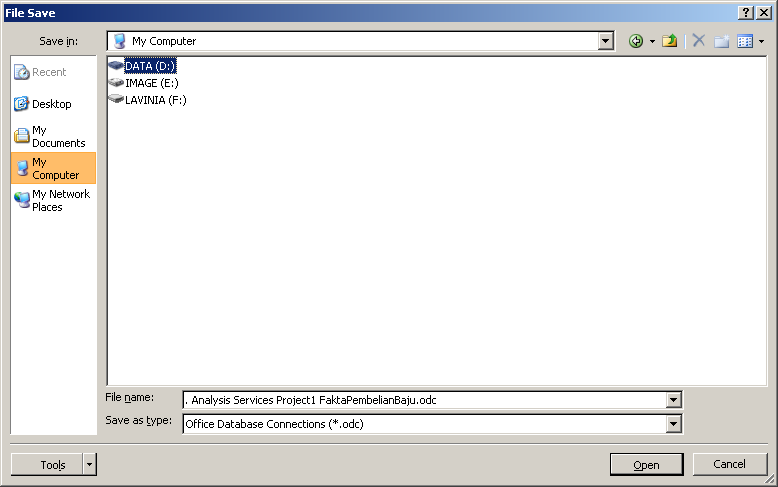 File Save
Save in:
My Computer
Recent
Desktop
My
Documents
My
Computer
My Network
Places
DATA (D:)
IMAGE (E:)
LAVINIA (F:)
File name:
. Analysis Services Project1 FaktaPembelianBaju.odc
Save as type:
Office Database Connections (*.odc)
Tools
Open
Cancel